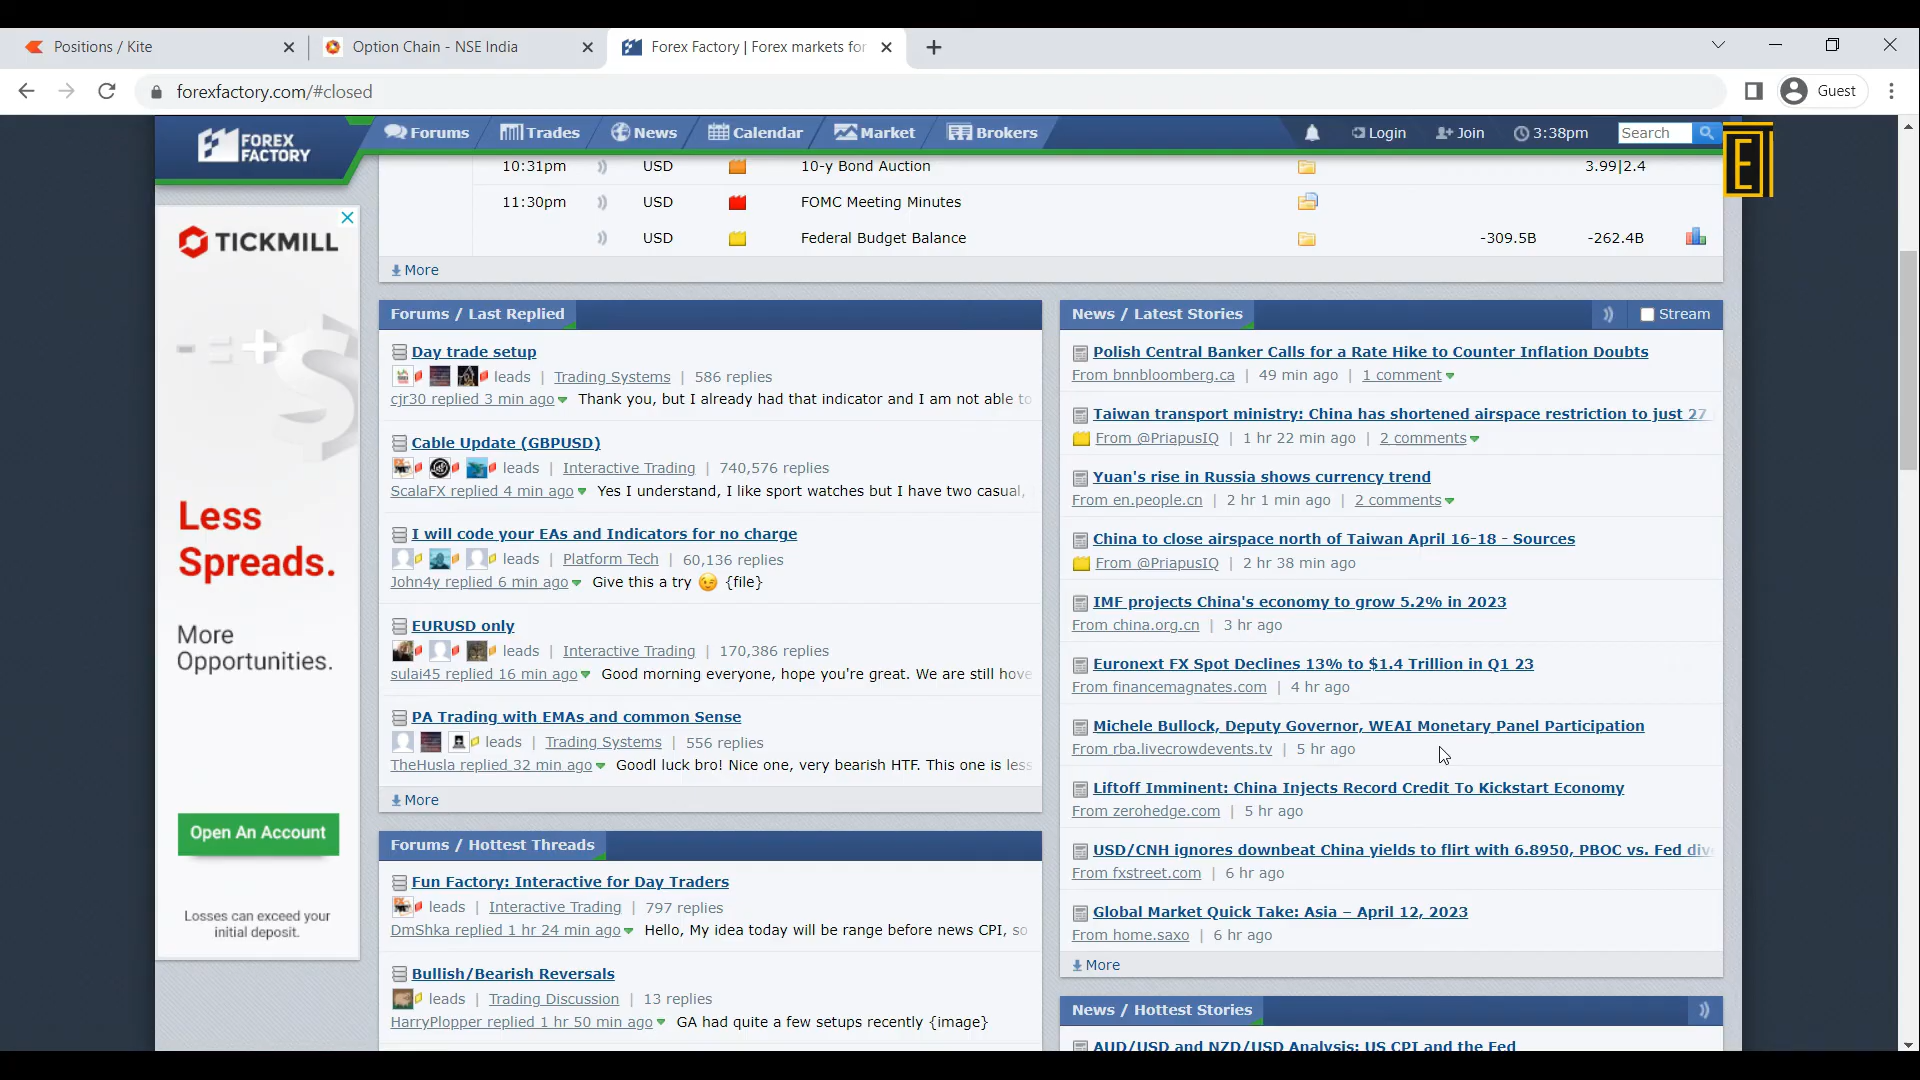 Positions / Kite
Option Chain - NSE India
Forex Factory | Forex markets for
forexfactory.com/#closed
Guest
FOREX
FACTORY
Forums
Trades
News
Calendar
Market
Brokers
Login
Join
3:38pm
Search
E
10:31pm USD 10-y Bond Auction 3.99|2.4
11:30pm USD FOMC Meeting Minutes
USD Federal Budget Balance -309.5B -262.4B
More
TICKMILL
Less
Spreads.
More
Opportunities.
Open An Account
Losses can exceed your
initial deposit.
Forums / Last Replied
Day trade setup
leads | Trading Systems | 586 replies
cjr30 replied 3 min ago Thank you, but I already had that indicator and I am not able to
Cable Update (GBPUSD)
leads | Interactive Trading | 740,576 replies
ScalaFX replied 4 min ago Yes I understand, I like sport watches but I have two casual,
I will code your EAs and Indicators for no charge
leads | Platform Tech | 60,136 replies
John4y replied 6 min ago Give this a try 😉 {file}
EURUSD only
leads | Interactive Trading | 170,386 replies
sulai45 replied 16 min ago Good morning everyone, hope you're great. We are still hove
PA Trading with EMAs and common Sense
leads | Trading Systems | 556 replies
TheHusla replied 32 min ago Goodl luck bro! Nice one, very bearish HTF. This one is less
More
Forums / Hottest Threads
Fun Factory: Interactive for Day Traders
leads | Interactive Trading | 797 replies
DmShka replied 1 hr 24 min ago Hello, My idea today will be range before news CPI, so
Bullish/Bearish Reversals
leads | Trading Discussion | 13 replies
HarryPlopper replied 1 hr 50 min ago GA had quite a few setups recently {image}
News / Latest Stories
Stream
Polish Central Banker Calls for a Rate Hike to Counter Inflation Doubts
From bnnbloomberg.ca | 49 min ago | 1 comment
Taiwan transport ministry: China has shortened airspace restriction to just 27
From @PriapusIQ | 1 hr 22 min ago | 2 comments
Yuan's rise in Russia shows currency trend
From en.people.cn | 2 hr 1 min ago | 2 comments
China to close airspace north of Taiwan April 16-18 - Sources
From @PriapusIQ | 2 hr 38 min ago
IMF projects China's economy to grow 5.2% in 2023
From china.org.cn | 3 hr ago
Euronext FX Spot Declines 13% to $1.4 Trillion in Q1 23
From financemagnates.com | 4 hr ago
Michele Bullock, Deputy Governor, WEAI Monetary Panel Participation
From rba.livecrowdevents.tv | 5 hr ago
Liftoff Imminent: China Injects Record Credit To Kickstart Economy
From zerohedge.com | 5 hr ago
USD/CNH ignores downbeat China yields to flirt with 6.8950, PBOC vs. Fed div
From fxstreet.com | 6 hr ago
Global Market Quick Take: Asia – April 12, 2023
From home.saxo | 6 hr ago
More
News / Hottest Stories
AUD/USD and NZD/USD Analysis: US CPI and the Fed